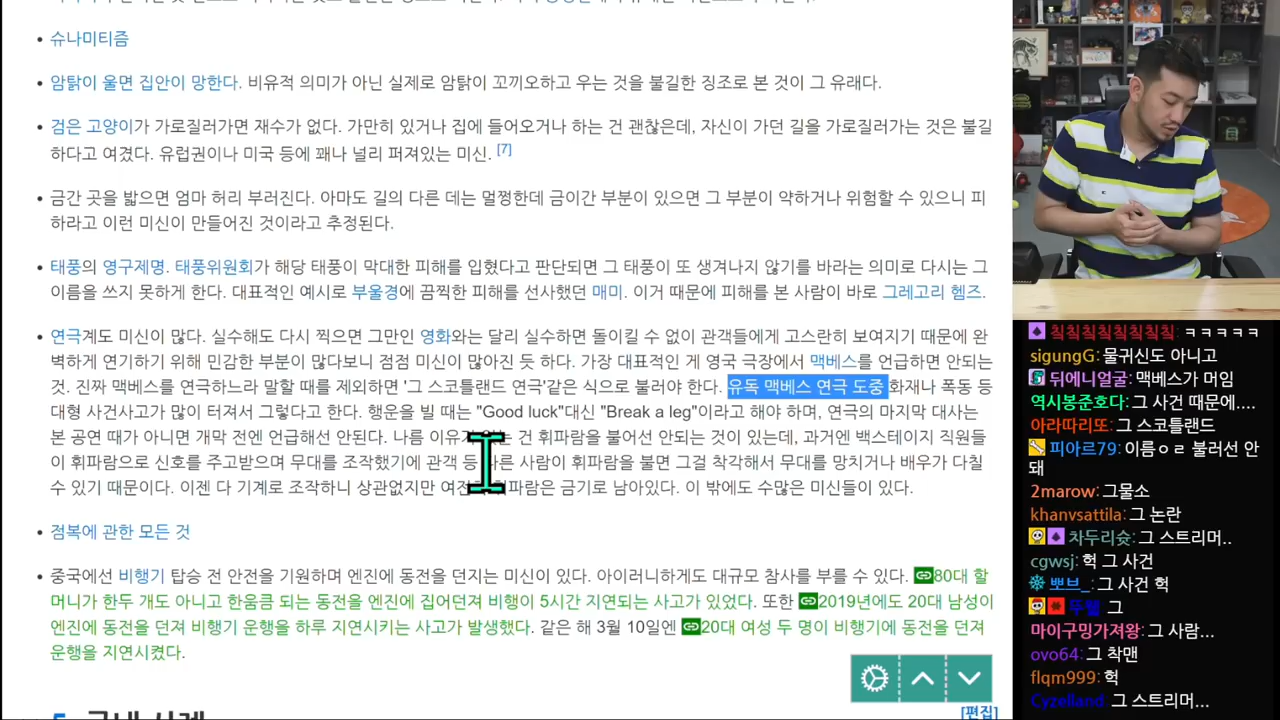 슈나미티즘
암탉이 울면 집안이 망한다. 비유적 의미가 아닌 실제로 암탉이 꼬끼오하고 우는 것을 불길한 징조로 본 것이 그 유래다.
검은 고양이가 가로질러가면 재수가 없다. 가만히 있거나 집에 들어오거나 하는 건 괜찮은데, 자신이 가던 길을 가로질러가는 것은 불길
하다고 여겼다. 유럽권이나 미국 등에 꽤나 널리 퍼져있는 미신. [7]
금간 곳을 밟으면 엄마 허리 부러진다. 아마도 길의 다른 데는 멀쩡한데 금이간 부분이 있으면 그 부분이 약하거나 위험할 수 있으니 피
하라고 이런 미신이 만들어진 것이라고 추정된다.
태풍의 영구제명. 태풍위원회가 해당 태풍이 막대한 피해를 입혔다고 판단되면 그 태풍이 또 생겨나지 않기를 바라는 의미로 다시는 그
이름을 쓰지 못하게 한다. 대표적인 예시로 부울경에 끔찍한 피해를 선사했던 매미. 이거 때문에 피해를 본 사람이 바로 그레고리 헴즈.
연극계도 미신이 많다. 실수해도 다시 찍으면 그만인 영화와는 달리 실수하면 돌이킬 수 없이 관객들에게 고스란히 보여지기 때문에 완
벽하게 연기하기 위해 민감한 부분이 많다보니 점점 미신이 많아진 듯 하다. 가장 대표적인 게 영국 극장에서 맥베스를 언급하면 안되는
것. 진짜 맥베스를 연극하느라 말할 때를 제외하면 '그 스코틀랜드 연극'같은 식으로 불러야 한다. 유독 맥베스 연극 도중 화재나 폭동 등
대형 사건사고가 많이 터져서 그렇다고 한다. 행운을 빌 때는 "Good luck"대신 "Break a leg"이라고 해야 하며, 연극의 마지막 대사는
본 공연 때가 아니면 개막 전엔 언급해선 안된다. 나름 건 휘파람을 불어선 안되는 것이 있는데, 과거엔 백스테이지 직원들
이 휘파람으로 신호를 주고받으며 무대를 조작했기에 관객 등 사람이 휘파람을 불면 그걸 착각해서 무대를 망치거나 배우가 다칠
수 있기 때문이다. 이젠 다 기계로 조작하니 상관없지만 금기로 남아있다. 이 밖에도 수많은 미신들이 있다.
점복에 관한 모든 것
중국에선 비행기 탑승 전 안전을 기원하며 엔진에 동전을 던지는 미신이 있다. 아이러니하게도 대규모 참사를 부를 수 있다. 80대 할
머니가 한두 개도 아니고 한움큼 되는 동전을 엔진에 집어던져 비행이 5시간 지연되는 사고가 있었다. 또한 2019년에도 20대 남성이
엔진에 동전을 던져 비행기 운행을 하루 지연시키는 사고가 발생했다. 같은 해 3월 10일엔 20대 여성 두 명이 비행기에 동전을 던져
운행을 지연시켰다.
[편집]
칰칰칰칰칰칰칰칰: ㅋㅋㅋㅋㅋ
sigungG: 물귀신도 아니고
뒤에니얼굴: 맥베스가 머임
역시봉준호다: 그 사건 때문에....
아라따리또: 그 스코틀랜드
피아르79: 이름ㅇㄹ 불러선 안
돼
2marow: 그물소
khanvsattila: 그 논란
차두리슛: 그 스트리머..
cgwsj: 헉 그 사건
뽀브_: 그 사건 헉
뚜웰: 그
마이구밍가져왕: 그 사람...
ovo64: 그 착맨
flqm999: 헉
Cyzelland: 그 스트리머...